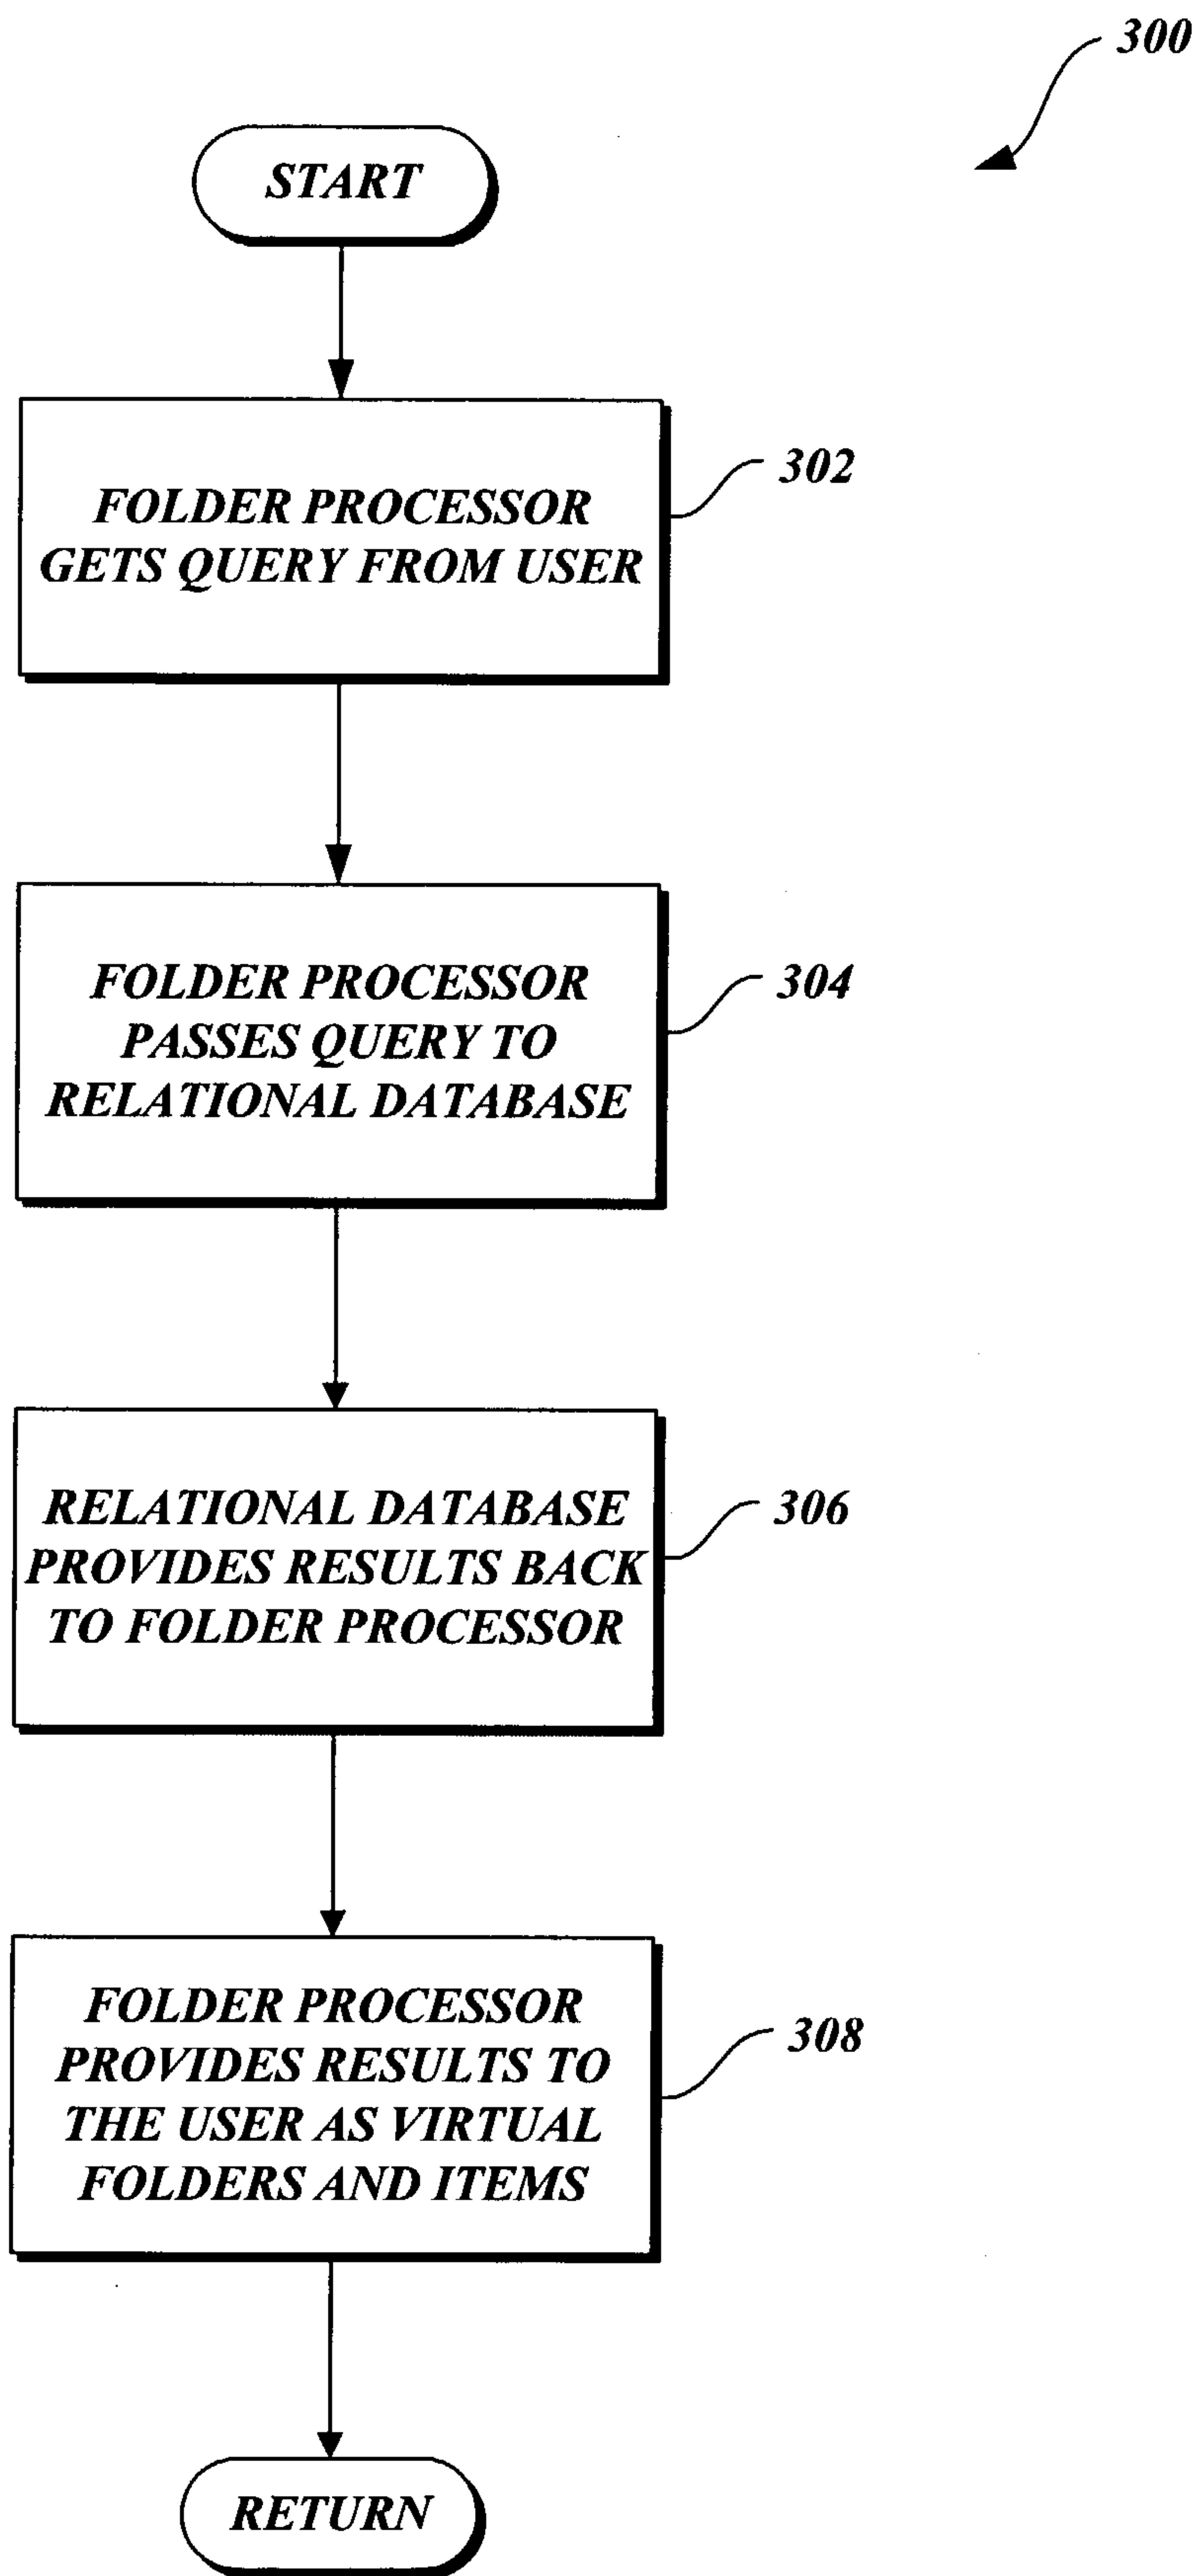 300
START
FOLDER PROCESSOR
GETS QUERY FROM USER
302
FOLDER PROCESSOR
PASSES QUERY TO
RELATIONAL DATABASE
304
RELATIONAL DATABASE
PROVIDES RESULTS BACK
TO FOLDER PROCESSOR
306
FOLDER PROCESSOR
PROVIDES RESULTS TO
THE USER AS VIRTUAL
FOLDERS AND ITEMS
308
RETURN